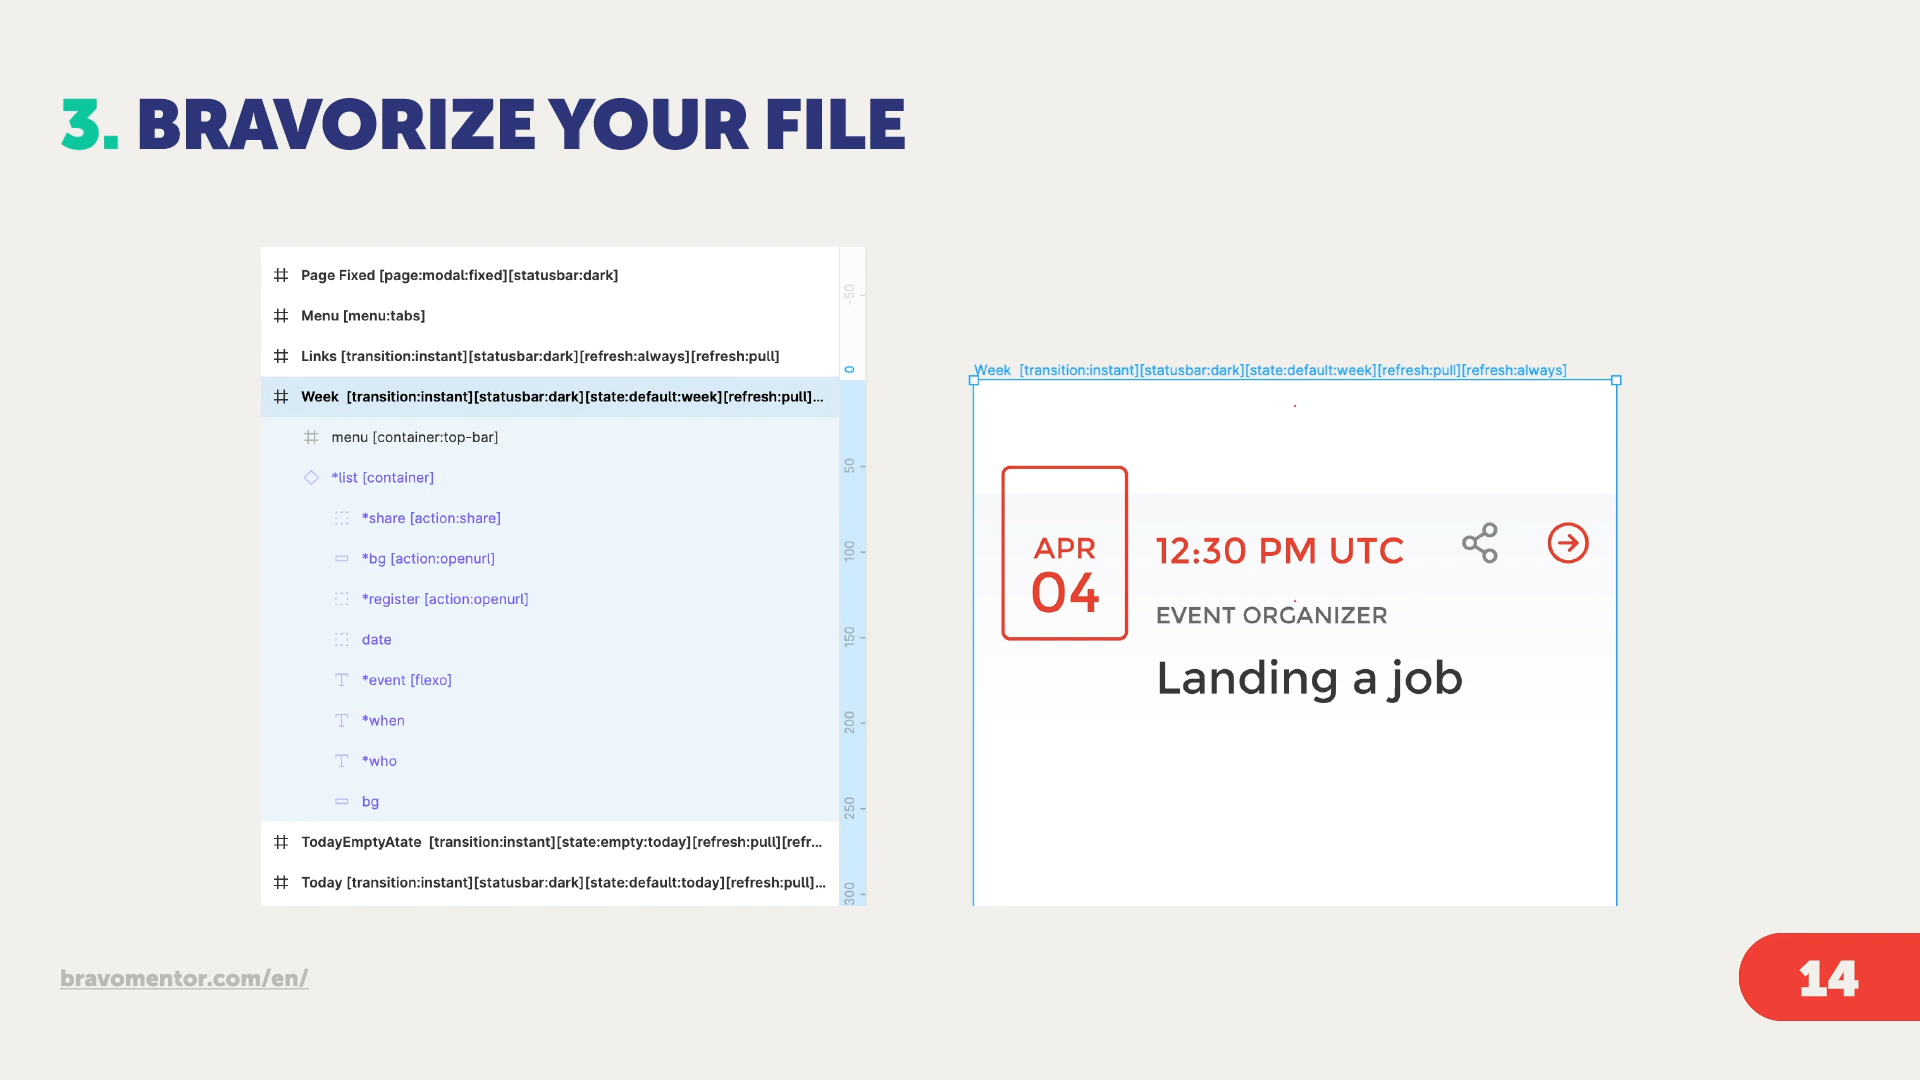 3. BRAVORIZE YOUR FILE
Page Fixed [page:modal:fixed][statusbar:dark]
Menu [menu:tabs]
Links [transition:instant][statusbar:dark][refresh:always][refresh:pull]
Week [transition:instant][statusbar:dark][state:default:week][refresh:pull]...
menu [container:top-bar]
*list [container]
*share [action:share]
*bg [action:openurl]
*register [action:openurl]
date
*event [flexo]
*when
*who
bg
TodayEmptyAtate [transition:instant][state:empty:today][refresh:pull][refr...
Today [transition:instant][statusbar:dark][state:default:today][refresh:pull]...
-50
0
50
100
150
200
250
300
Week [transition:instant][statusbar:dark][state:default:week][refresh:pull][refresh:always]
APR
04
12:30 PM UTC
EVENT ORGANIZER
Landing a job
bravomentor.com/en/
14